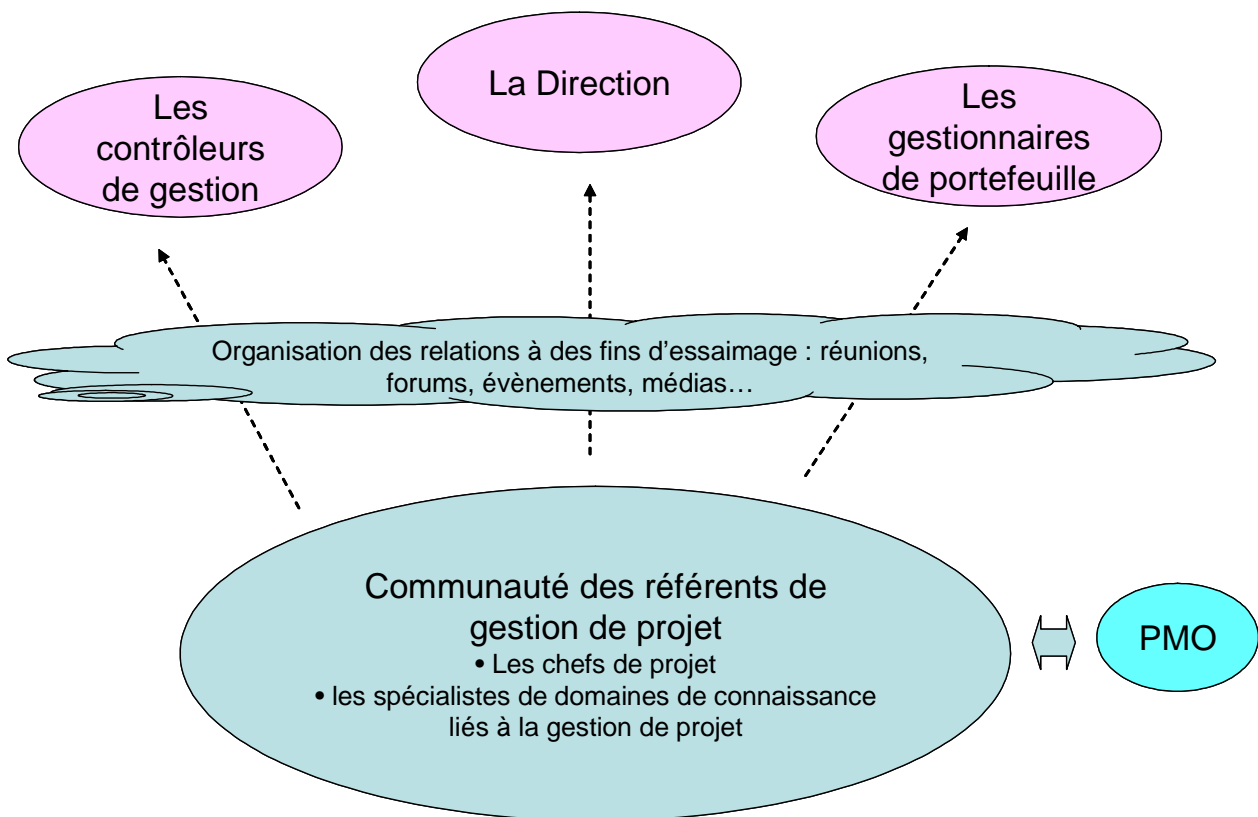 La Direction
Les
contrôleurs
de gestion
Les
gestionnaires
de portefeuille
Organisation des relations à des fins d'essaimage : réunions,
forums, évènements, médias…
Communauté des référents de
gestion de projet
• Les chefs de projet
• les spécialistes de domaines de connaissance
liés à la gestion de projet
PMO